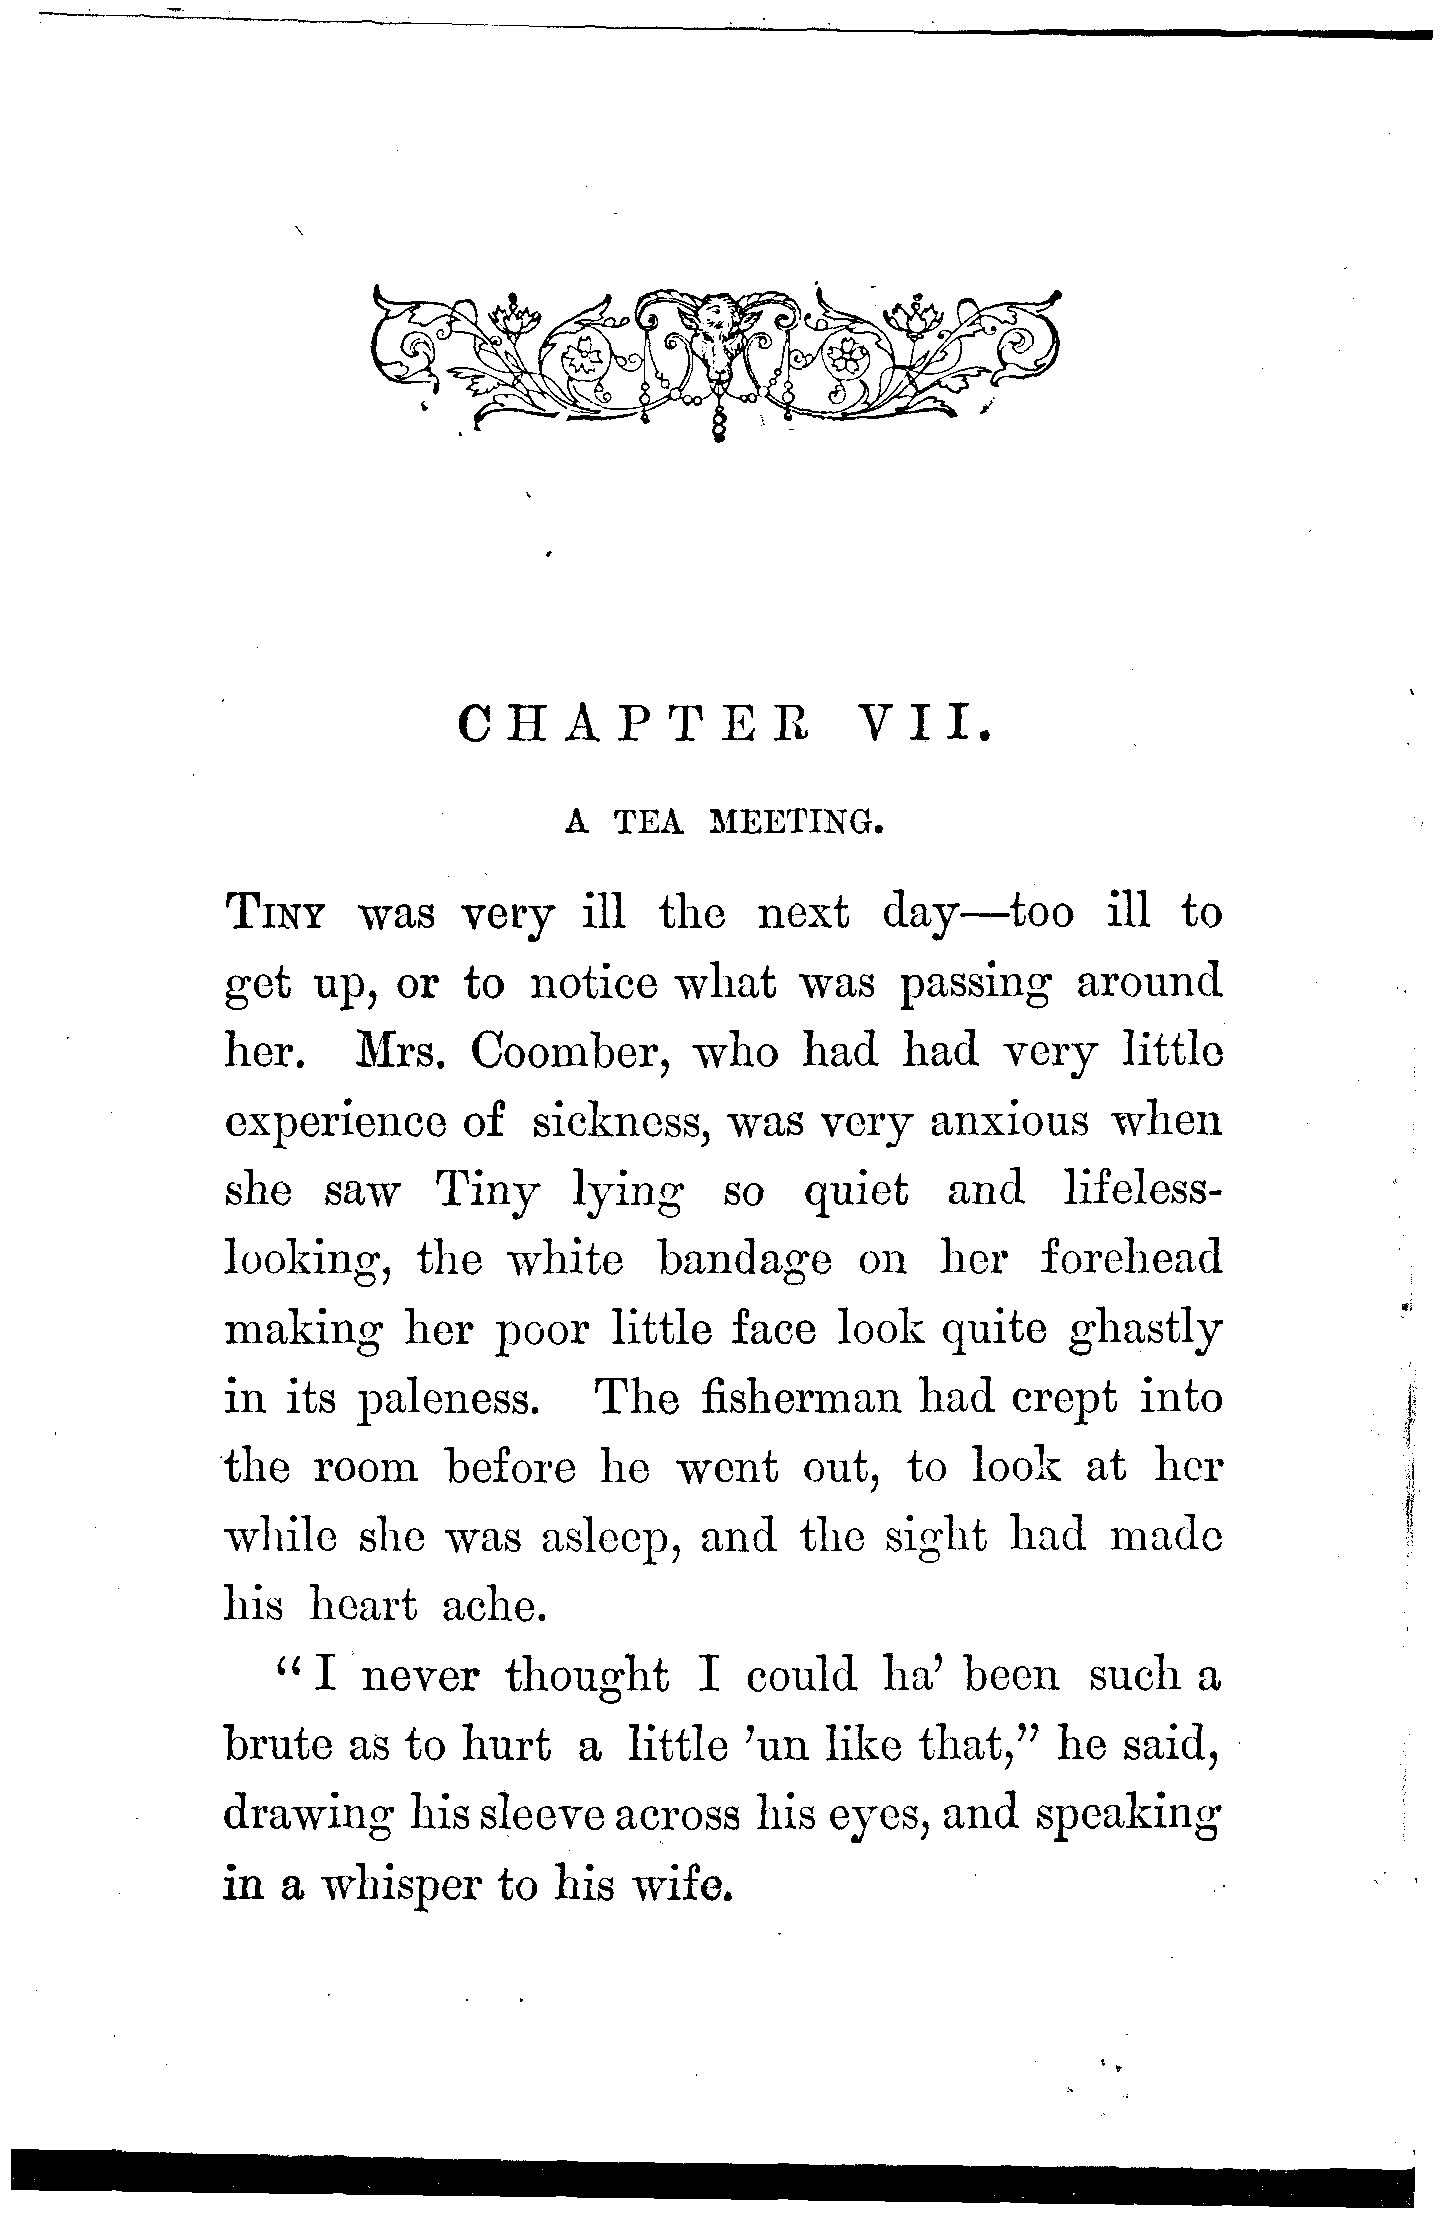 CHAPTER VII.
A TEA MEETING.
TINY was very ill the next day—too ill to
get up, or to notice what was passing around
her. Mrs. Coomber, who had had very little
experience of sickness, was very anxious when
she saw Tiny lying so quiet and lifeless-
looking, the white bandage on her forehead
making her poor little face look quite ghastly
in its paleness. The fisherman had crept into
the room before he went out, to look at her
while she was asleep, and the sight had made
his heart ache.
“I never thought I could ha’ been such a
brute as to hurt a little ’un like that,” he said,
drawing his sleeve across his eyes, and speaking
in a whisper to his wife.